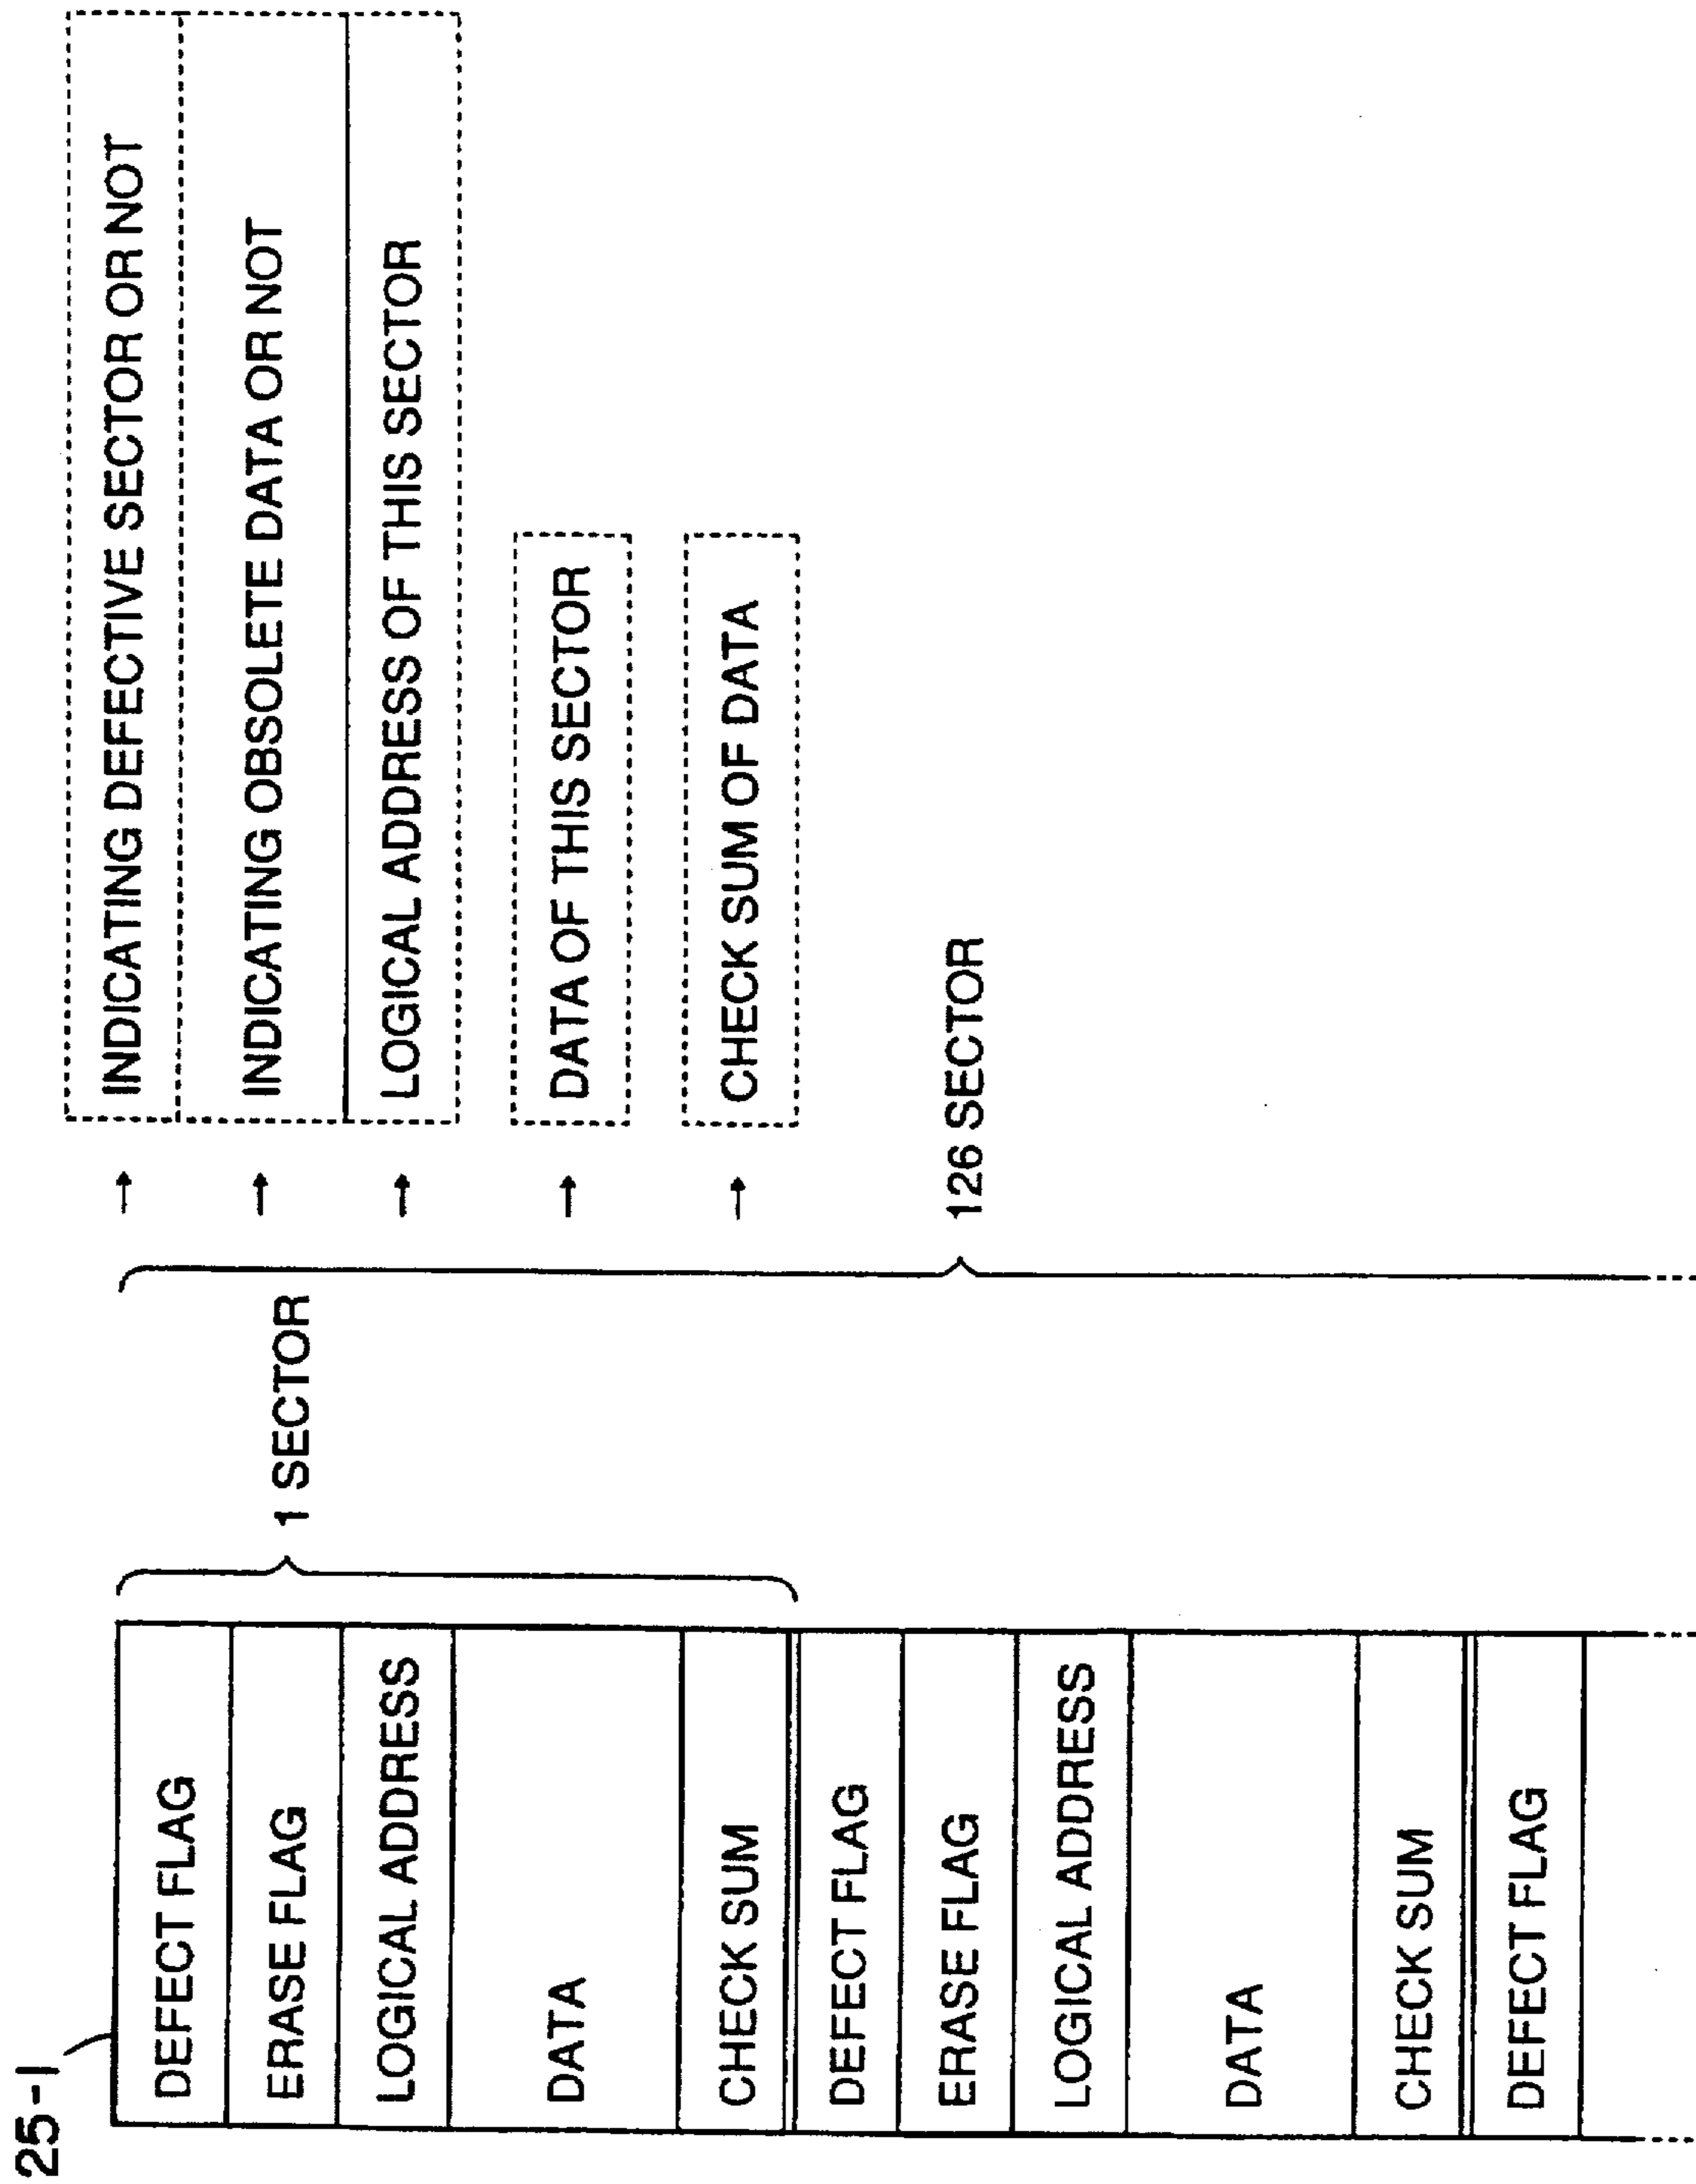 25-1
DEFECT FLAG
ERASE FLAG
LOGICAL ADDRESS
DATA
CHECK SUM
DEFECT FLAG
ERASE FLAG
LOGICAL ADDRESS
DATA
CHECK SUM
DEFECT FLAG
1 SECTOR
126 SECTOR
→ INDICATING DEFECTIVE SECTOR OR NOT
→ INDICATING OBSOLETE DATA OR NOT
→ LOGICAL ADDRESS OF THIS SECTOR
→ DATA OF THIS SECTOR
→ CHECK SUM OF DATA